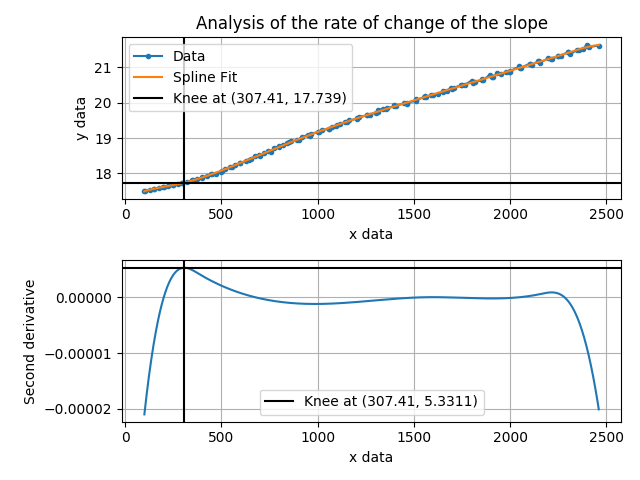 Analysis of the rate of change of the slope
Data
Spline Fit
Knee at (307.41, 17.739)
21
20
19
18
y data
0
500
1000
1500
2000
2500
x data
0.00000
−0.00001
−0.00002
Second derivative
Knee at (307.41, 5.3311)
0
500
1000
1500
2000
2500
x data